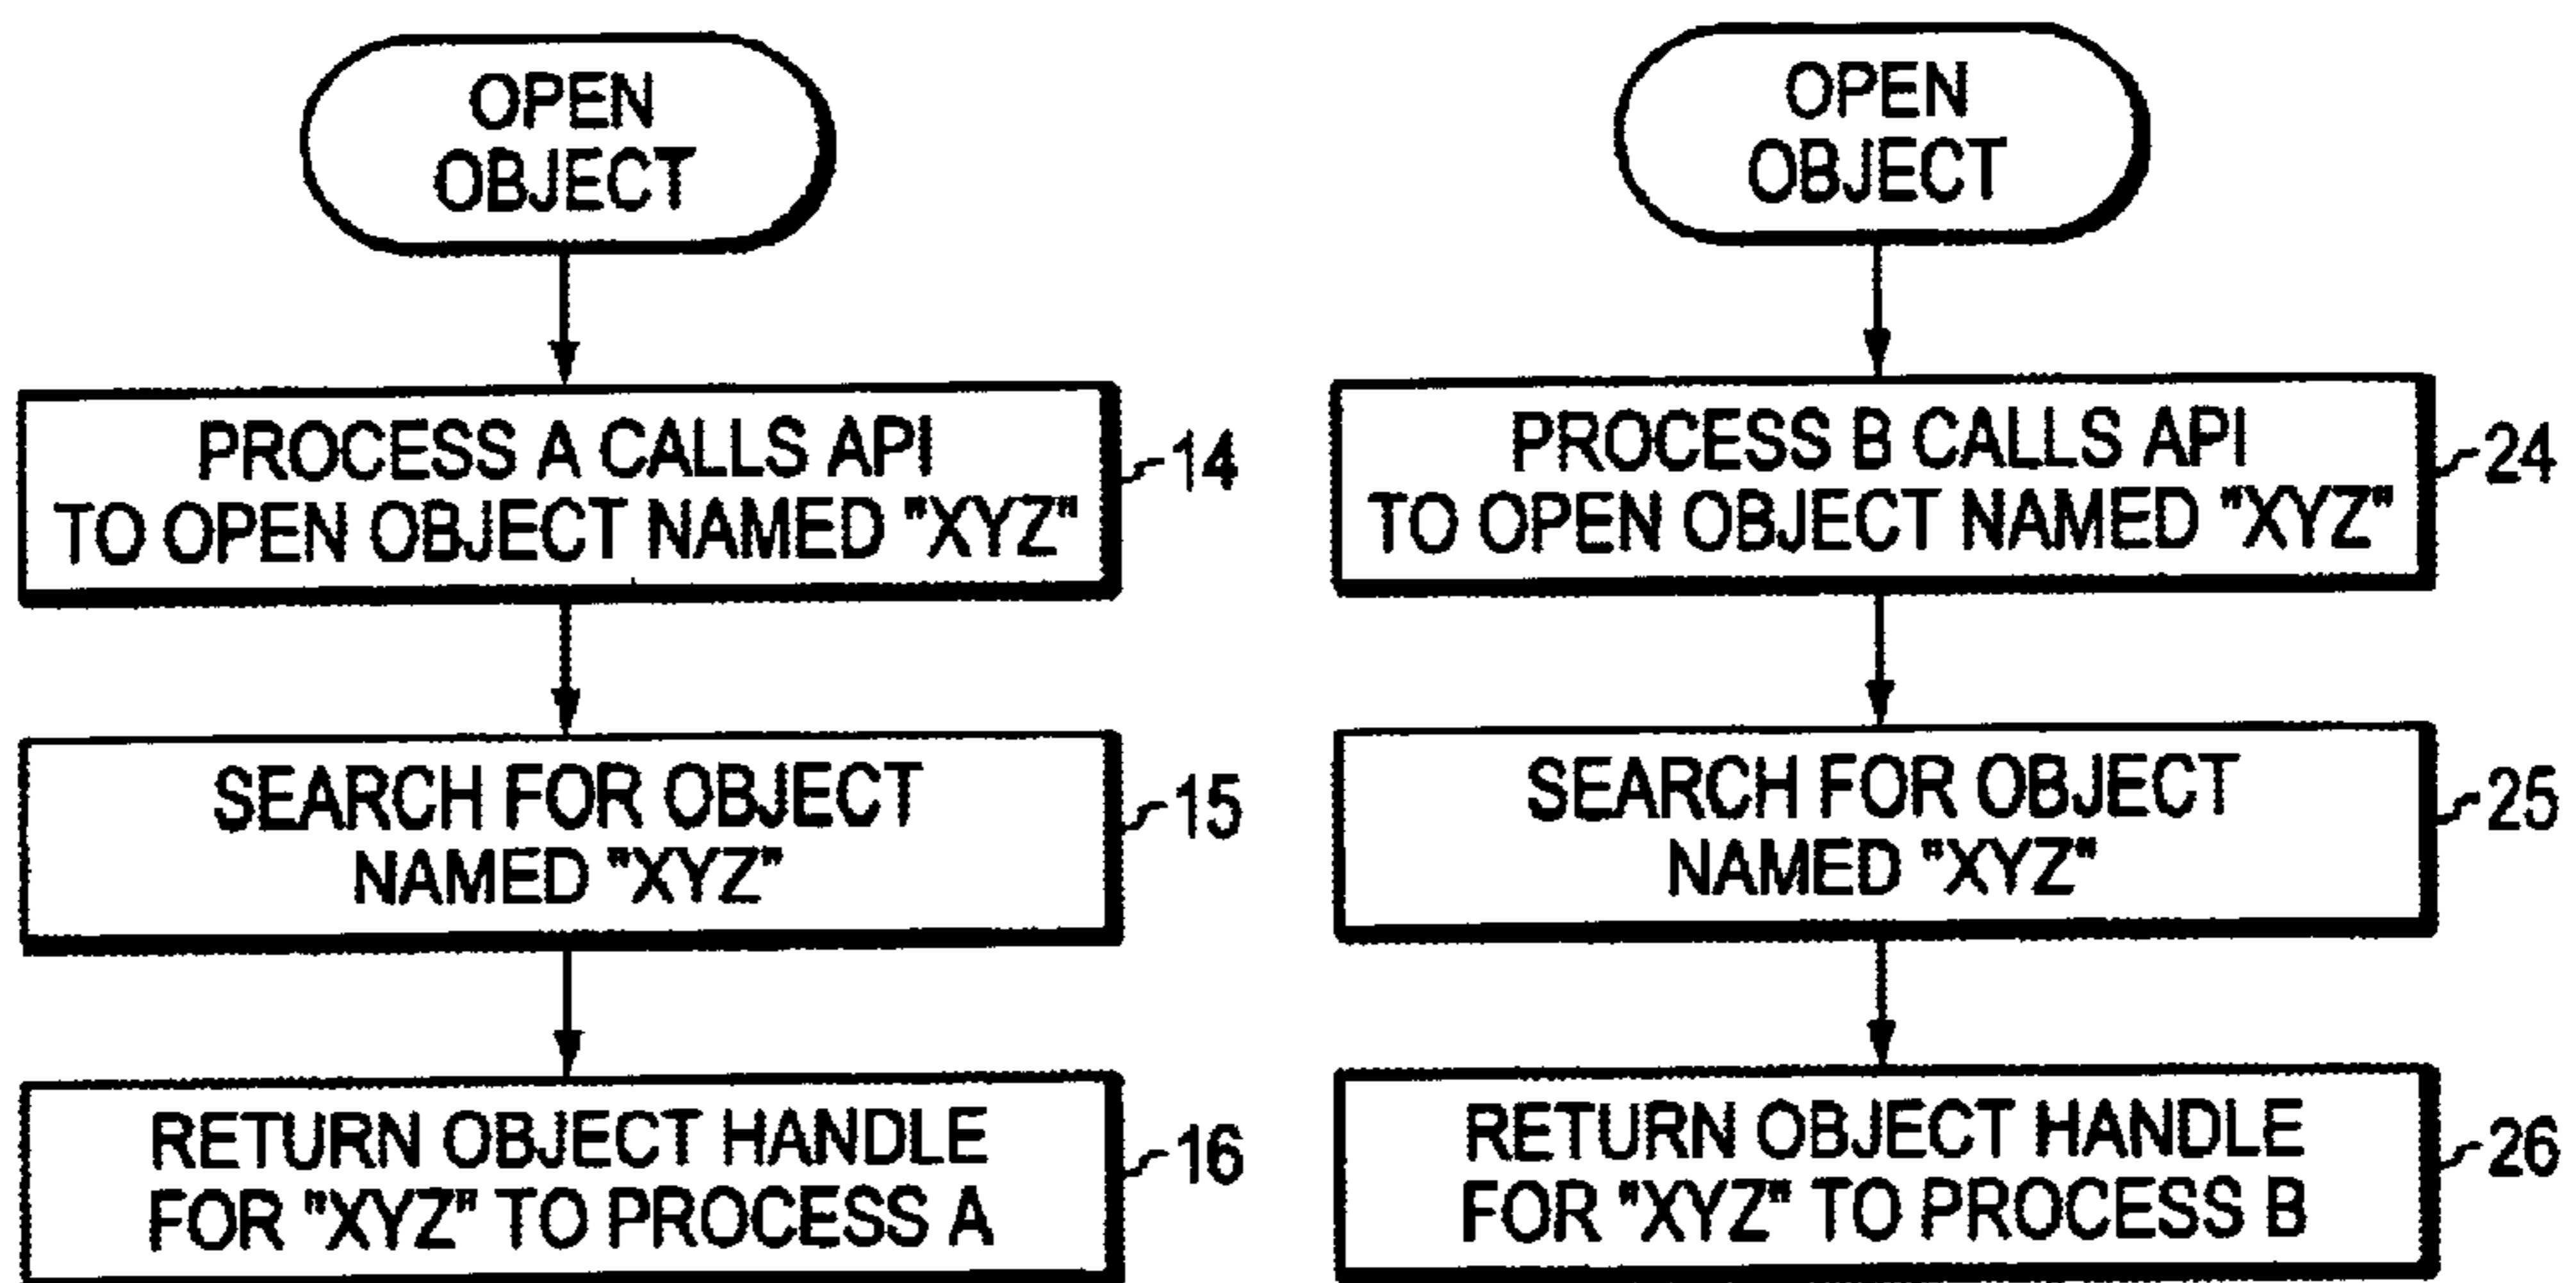 OPEN
OBJECT
PROCESS A CALLS API
TO OPEN OBJECT NAMED "XYZ"
14
SEARCH FOR OBJECT
NAMED "XYZ"
15
RETURN OBJECT HANDLE
FOR "XYZ" TO PROCESS A
16
OPEN
OBJECT
PROCESS B CALLS API
TO OPEN OBJECT NAMED "XYZ"
24
SEARCH FOR OBJECT
NAMED "XYZ"
25
RETURN OBJECT HANDLE
FOR "XYZ" TO PROCESS B
26